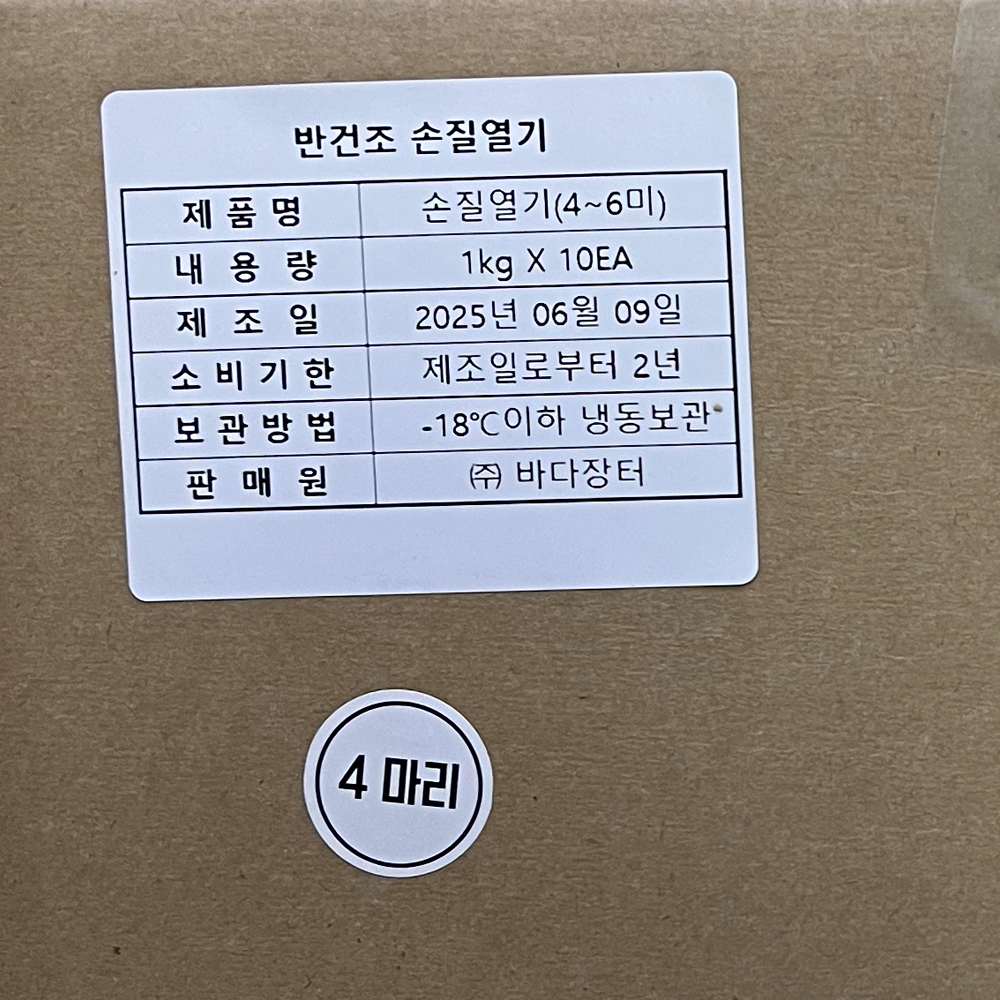 반건조 손질열기
제품명 손질열기(4~6미)
내용량 1kg X 10EA
제조일 2025년 06월 09일
소비기한 제조일로부터 2년
보관방법 -18℃이하 냉동보관
판매원 ㈜ 바다장터
4 마리